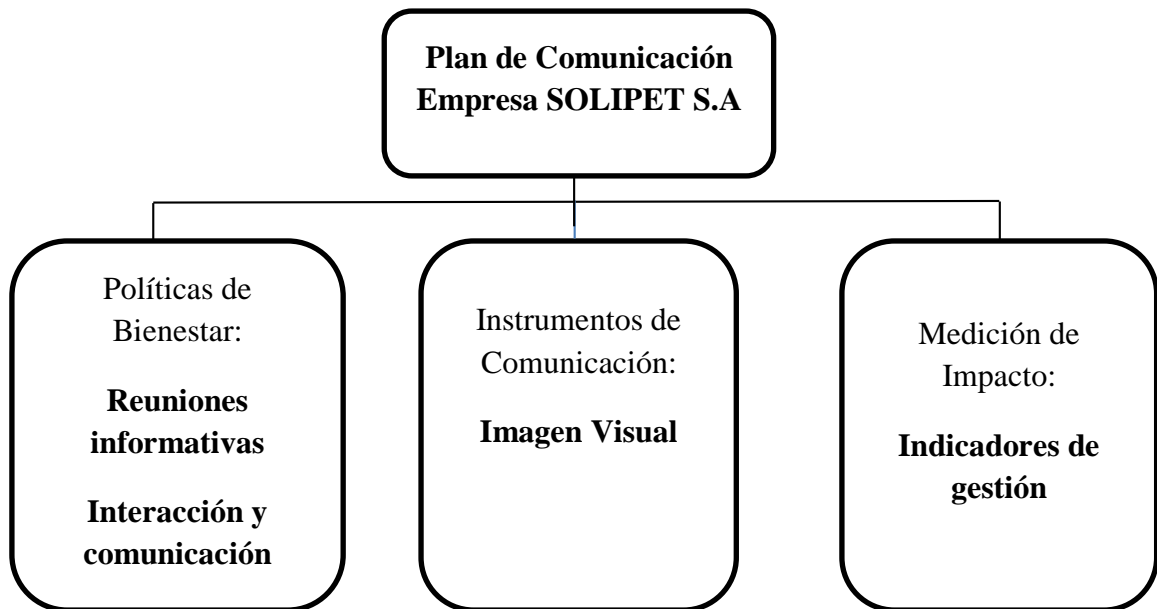 Plan de Comunicación
Empresa SOLIPET S.A
Políticas de
Bienestar:
Reuniones
informativas
Interacción y
comunicación
Instrumentos de
Comunicación:
Imagen Visual
Medición de
Impacto:
Indicadores de
gestión